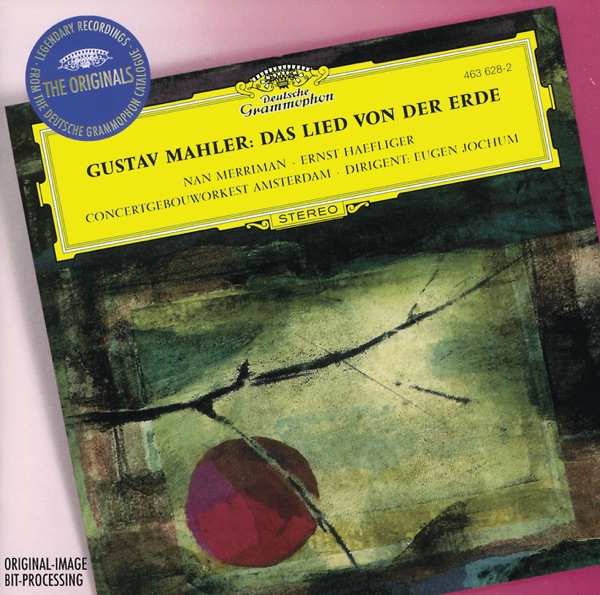 LEGENDARY RECORDINGS ·
THE ORIGINALS
· FROM THE DEUTSCHE GRAMMOPHON CATALOGUE ·
Deutsche
Grammophon
463 628-2
GUSTAV MAHLER: DAS LIED VON DER ERDE
NAN MERRIMAN · ERNST HAEFLIGER
CONCERTGEBOUWORKEST AMSTERDAM · DIRIGENT: EUGEN JOCHUM
STEREO
ORIGINAL-IMAGE
BIT-PROCESSING